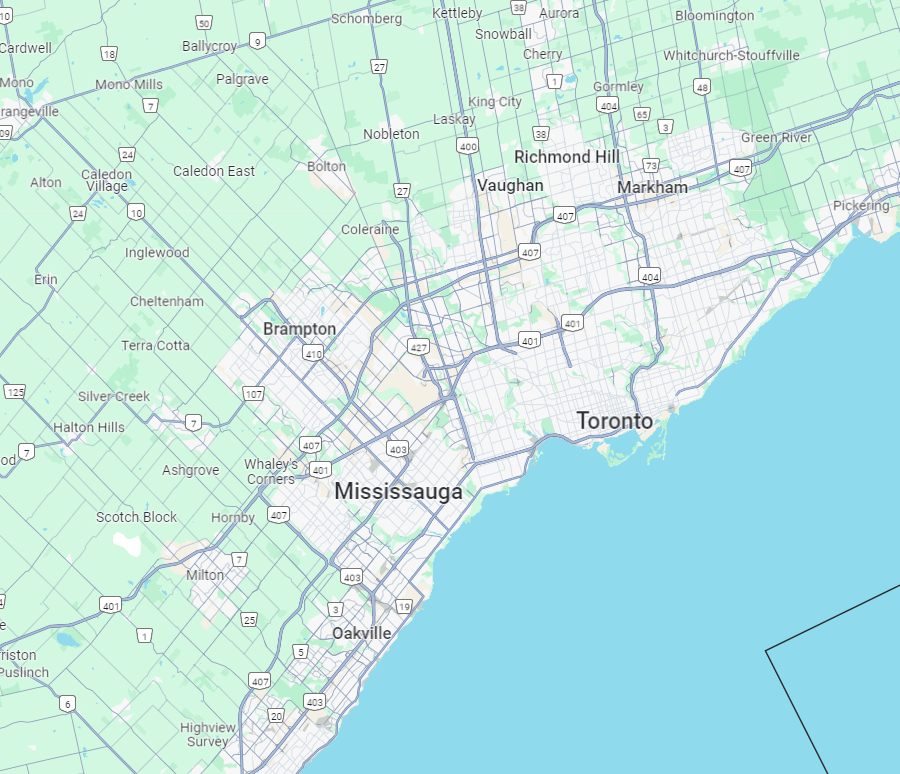 10
Schomberg
Kettleby
38
Aurora
Snowball
Bloomington
50
Ballycroy
9
18
Cardwell
Cherry
Whitchurch-Stouffville
27
Mono
Mono Mills
Palgrave
1
Gormley
48
7
King City
404
65
3
rangeville
Laskay
09
Nobleton
38
Green River
400
24
Richmond Hill
73
407
Bolton
Caledon East
Alton
Caledon
Village
27
Vaughan
Markham
Pickering
24
10
407
Coleraine
Inglewood
407
Erin
404
Cheltenham
Brampton
401
401
Terra Cotta
410
427
125
Silver Creek
107
Halton Hills
7
Toronto
7
407
403
od
Ashgrove
Whaley's
Corners
401
Mississauga
Scotch Block
Hornby
407
7
Milton
403
401
3
19
25
1
Oakville
e
5
rriston
Puslinch
407
6
403
20
Highview
Survey